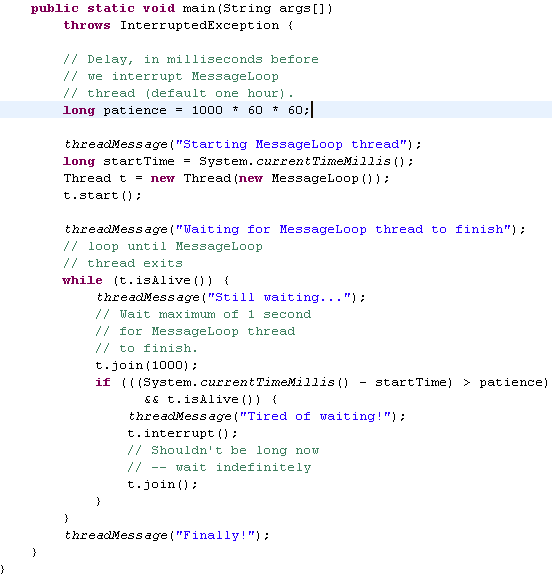 public static void main(String args[])
        throws InterruptedException {

        // Delay, in milliseconds before
        // we interrupt MessageLoop
        // thread (default one hour).
        long patience = 1000 * 60 * 60;

        threadMessage("Starting MessageLoop thread");
        long startTime = System.currentTimeMillis();
        Thread t = new Thread(new MessageLoop());
        t.start();

        threadMessage("Waiting for MessageLoop thread to finish");
        // loop until MessageLoop
        // thread exits
        while (t.isAlive()) {
            threadMessage("Still waiting...");
            // Wait maximum of 1 second
            // for MessageLoop thread
            // to finish.
            t.join(1000);
            if (((System.currentTimeMillis() - startTime) > patience)
                  && t.isAlive()) {
                threadMessage("Tired of waiting!");
                t.interrupt();
                // Shouldn't be long now
                // -- wait indefinitely
                t.join();
            }
        }
        threadMessage("Finally!");
    }
}